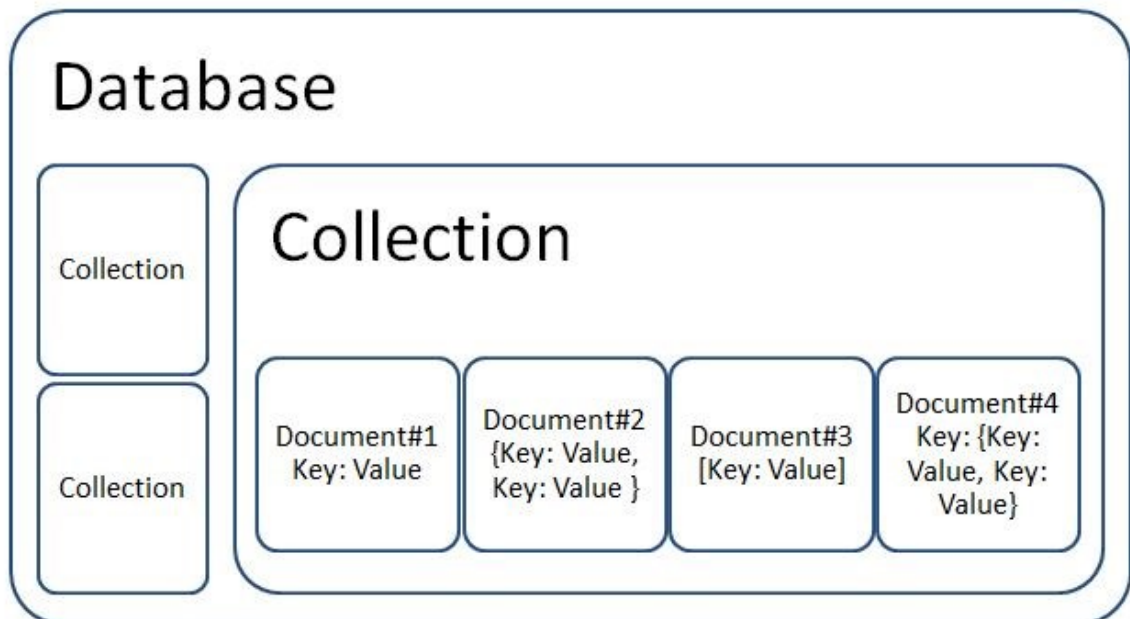 Database
Collection
Collection
Collection
Document#1
Key: Value
Document#2
{Key: Value,
Key: Value }
Document#3
[Key: Value]
Document#4
Key: {Key:
Value, Key:
Value}